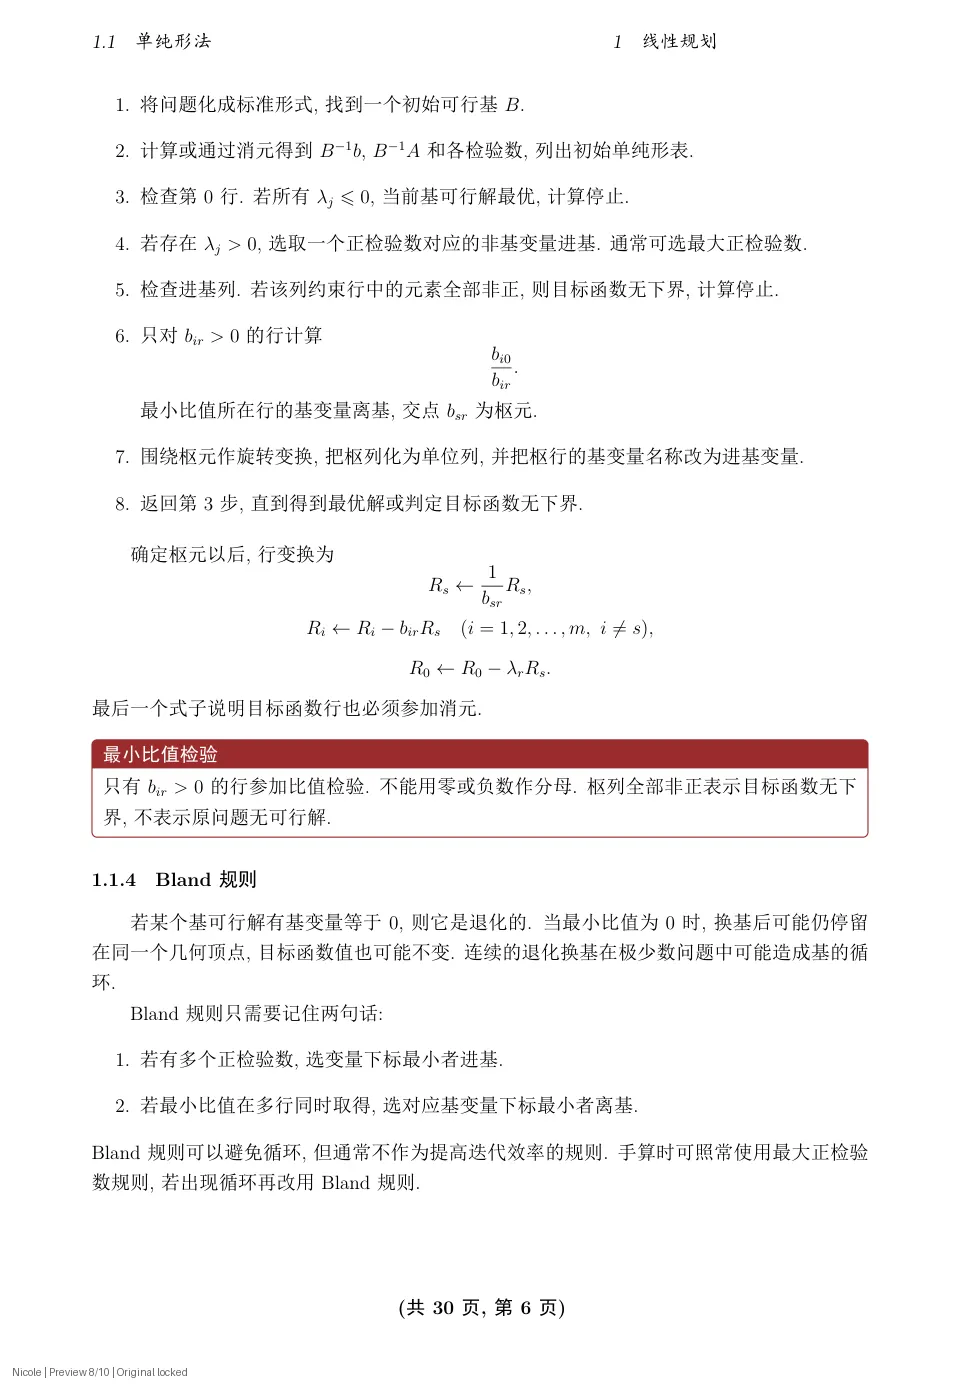 1.1 单纯形法 1 线性规划
1. 将问题化成标准形式, 找到一个初始可行基 B.
2. 计算或通过消元得到 B⁻¹b, B⁻¹A 和各检验数, 列出初始单纯形表.
3. 检查第 0 行. 若所有 λ_j ⩽ 0, 当前基可行解最优, 计算停止.
4. 若存在 λ_j > 0, 选取一个正检验数对应的非基变量进基. 通常可选最大正检验数.
5. 检查进基列. 若该列约束行中的元素全部非正, 则目标函数无下界, 计算停止.
6. 只对 b_{ir} > 0 的行计算
b_{i0}/b_{ir}.
最小比值所在行的基变量离基, 交点 b_{sr} 为枢元.
7. 围绕枢元作旋转变换, 把枢列化为单位列, 并把枢行的基变量名称改为进基变量.
8. 返回第 3 步, 直到得到最优解或判定目标函数无下界.
确定枢元以后, 行变换为
R_s ← 1/b_{sr} R_s,
R_i ← R_i − b_{ir}R_s (i = 1, 2, . . . , m, i ≠ s),
R_0 ← R_0 − λ_rR_s.
最后一个式子说明目标函数行也必须参加消元.
最小比值检验
只有 b_{ir} > 0 的行参加比值检验. 不能用零或负数作分母. 枢列全部非正表示目标函数无下
界, 不表示原问题无可行解.
1.1.4 Bland 规则
若某个基可行解有基变量等于 0, 则它是退化的. 当最小比值为 0 时, 换基后可能仍停留
在同一个几何顶点, 目标函数值也可能不变. 连续的退化换基在极少数问题中可能造成基的循
环.
Bland 规则只需要记住两句话:
1. 若有多个正检验数, 选变量下标最小者进基.
2. 若最小比值在多行同时取得, 选对应基变量下标最小者离基.
Bland 规则可以避免循环, 但通常不作为提高迭代效率的规则. 手算时可照常使用最大正检验
数规则, 若出现循环再改用 Bland 规则.
(共 30 页, 第 6 页)
Nicole | Preview 8/10 | Original locked